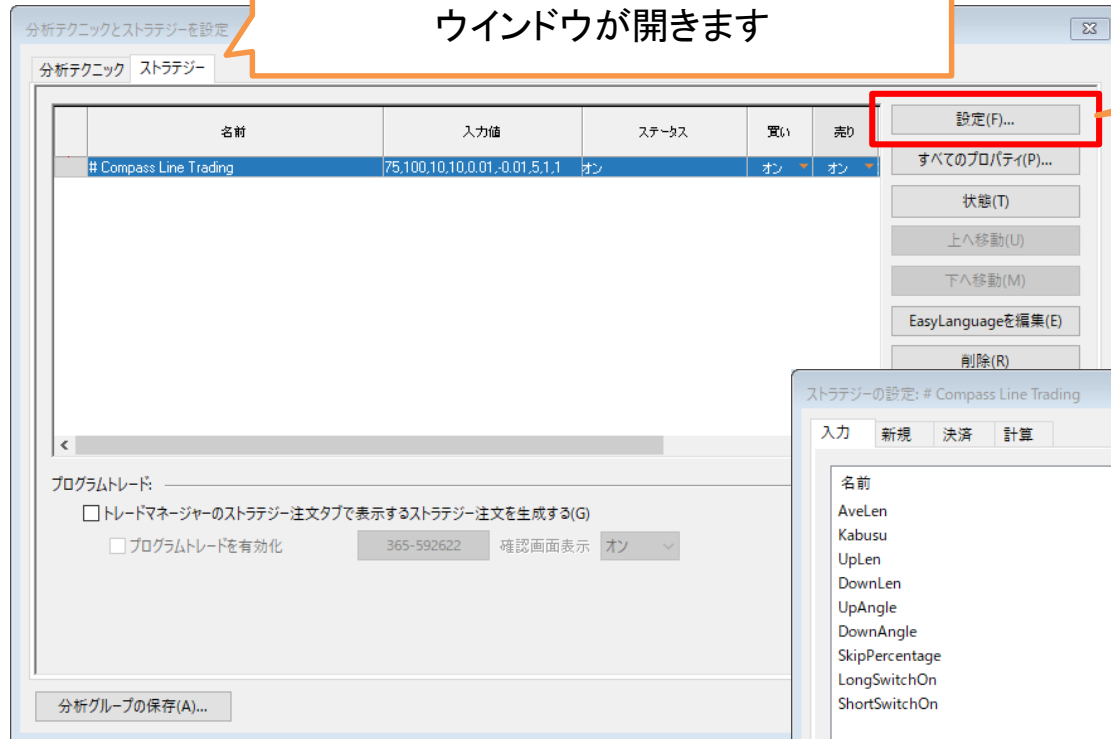 ウインドウが開きます
分析テクニックとストラテジーを設定
分析テクニック ストラテジー
名前 入力値 ステータス 買い 売り
# Compass Line Trading 75,100,10,10,0.01,-0.01,5,1,1 オン オン オン
設定(F)...
すべてのプロパティ(P)...
状態(T)
上へ移動(U)
下へ移動(M)
EasyLanguageを編集(E)
削除(R)
プログラムトレード:
トレードマネージャーのストラテジー注文タブで表示するストラテジー注文を生成する(G)
プログラムトレードを有効化 365-592622 確認画面表示 オン
分析グループの保存(A)...
ストラテジーの設定: # Compass Line Trading
入力 新規 決済 計算
名前
AveLen
Kabusu
UpLen
DownLen
UpAngle
DownAngle
SkipPercentage
LongSwitchOn
ShortSwitchOn